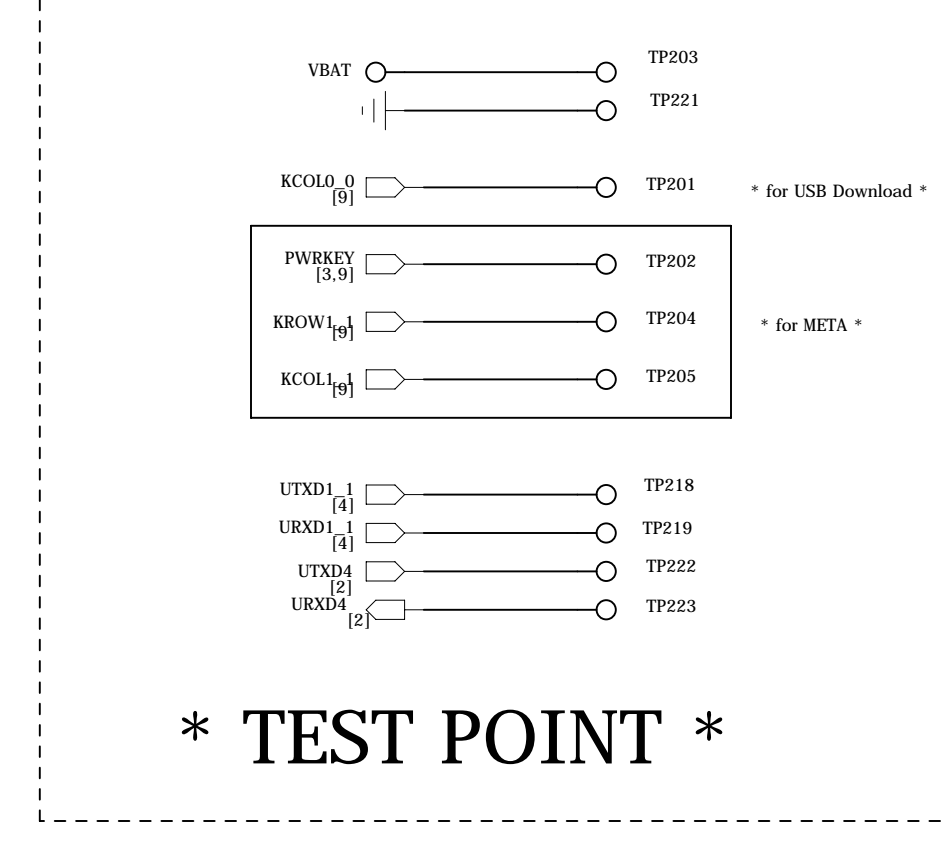 VBAT TP203
TP221
KCOL0_0 TP201 * for USB Download *
[9]
PWRKEY TP202
[3,9]
KROW1_1 TP204 * for META *
[9]
KCOL1_1 TP205
[9]
UTXD1_1 TP218
[4]
URXD1_1 TP219
[4]
UTXD4 TP222
[2]
URXD4 TP223
[2]
* TEST POINT *